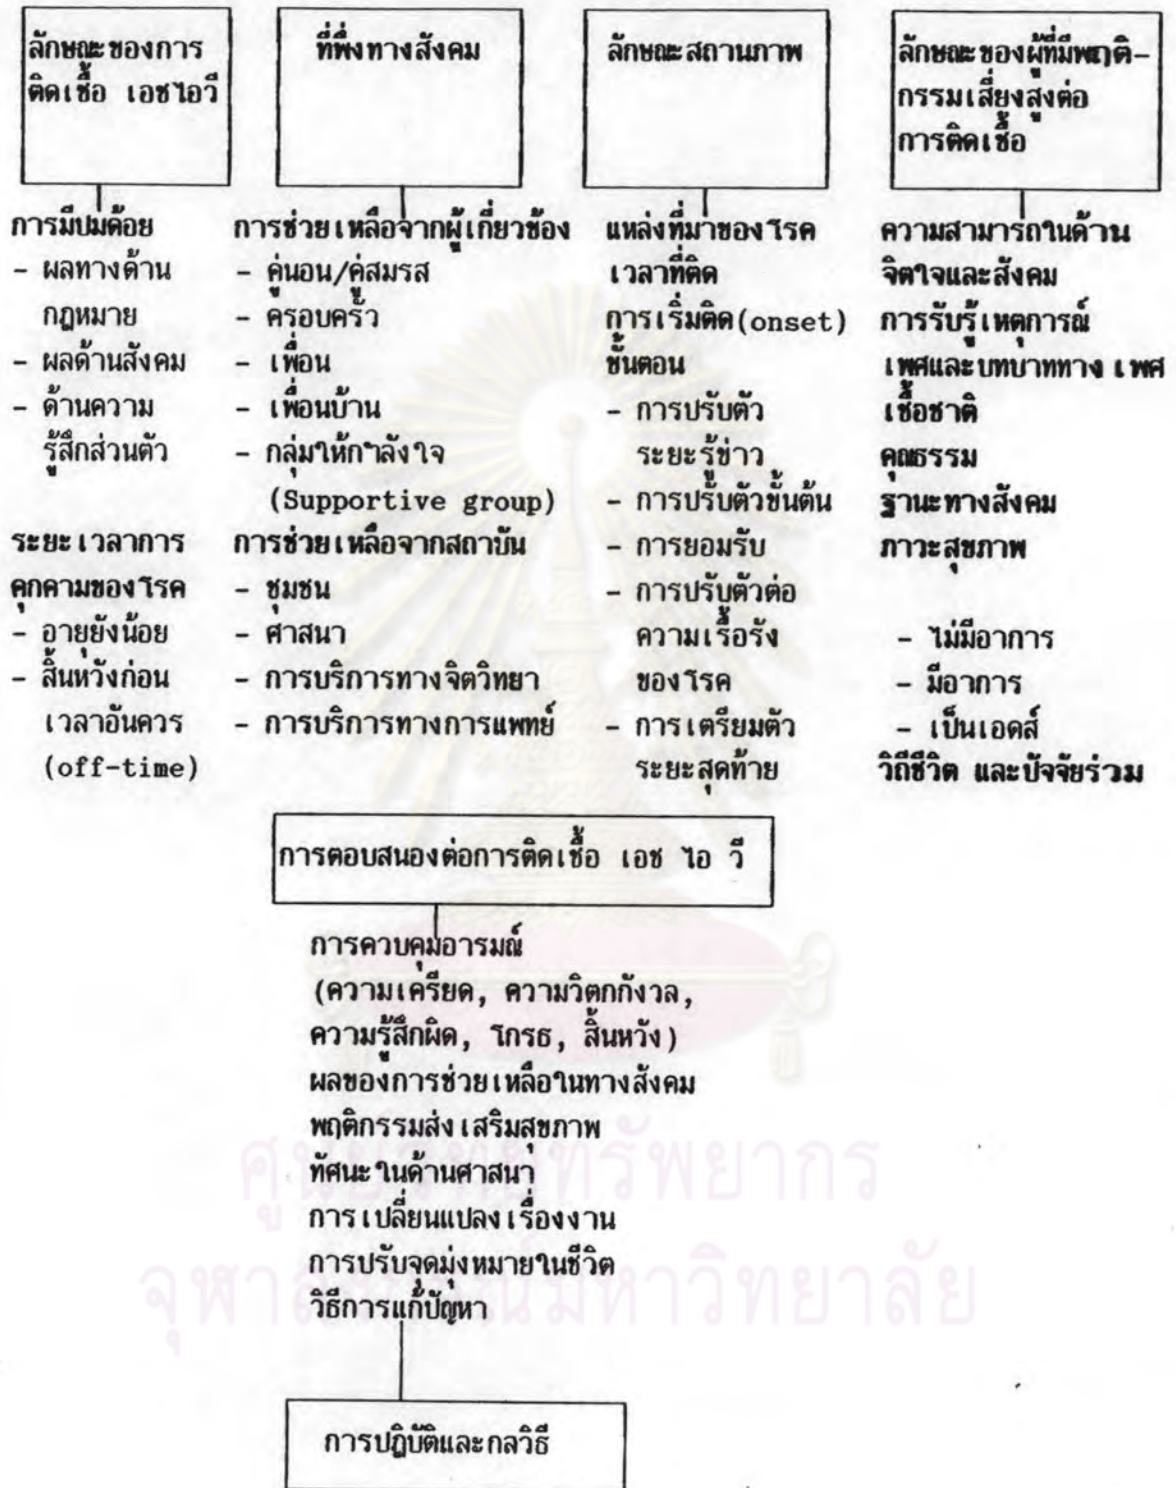 ลักษณะของการ
ติดเชื้อ เอชไอวี
ที่พึ่งทางสังคม
ลักษณะสถานภาพ
ลักษณะของผู้ที่มีพฤติ-
กรรมเสี่ยงสูงต่อ
การติดเชื้อ
การมีปมด้อย
- ผลทางด้าน
กฎหมาย
- ผลด้านสังคม
- ด้านความ
รู้สึกส่วนตัว
ระยะเวลาการ
คุกคามของโรค
- อายุยังน้อย
- สิ้นหวังก่อน
เวลาอันควร
(off-time)
การช่วยเหลือจากผู้เกี่ยวข้อง
- คู่นอน/คู่สมรส
- ครอบครัว
- เพื่อน
- เพื่อนบ้าน
- กลุ่มให้กำลังใจ
(Supportive group)
การช่วยเหลือจากสถาบัน
- ชุมชน
- ศาสนา
- การบริการทางจิตวิทยา
- การบริการทางการแพทย์
แหล่งที่มาของโรค
เวลาที่ติด
การเริ่มติด(onset)
ขั้นตอน
- การปรับตัว
ระยะรู้ข่าว
- การปรับตัวขั้นต้น
- การยอมรับ
- การปรับตัวต่อ
ความเรื้อรัง
ของโรค
- การเตรียมตัว
ระยะสุดท้าย
ความสามารถในด้าน
จิตใจและสังคม
การรับรู้เหตุการณ์
เพศและบทบาททางเพศ
เชื้อชาติ
คุณธรรม
ฐานะทางสังคม
ภาวะสุขภาพ
- ไม่มีอาการ
- มีอาการ
- เป็นเอดส์
วิถีชีวิต และปัจจัยร่วม
การตอบสนองต่อการติดเชื้อ เอช ไอ วี
การควบคุมอารมณ์
(ความเครียด, ความวิตกกังวล,
ความรู้สึกผิด, โกรธ, สิ้นหวัง)
ผลของการช่วยเหลือในทางสังคม
พฤติกรรมส่งเสริมสุขภาพ
ทัศนะในด้านศาสนา
การเปลี่ยนแปลงเรื่องงาน
การปรับจุดมุ่งหมายในชีวิต
วิธีการแก้ปัญหา
การปฏิบัติและกลวิธี
ศูนย์วิทยทรัพยากร
จุฬาลงกรณ์มหาวิทยาลัย